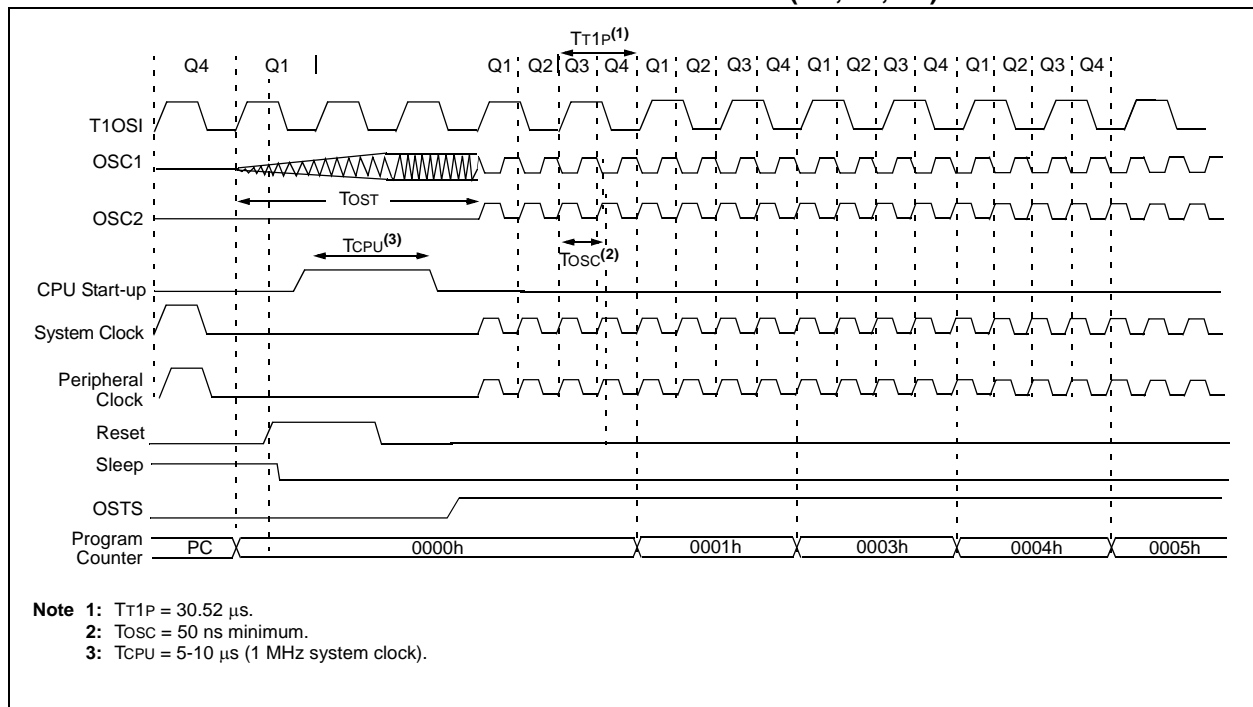 TT1P(1)
Q4 Q1 Q1 Q2 Q3 Q4 Q1 Q2 Q3 Q4 Q1 Q2 Q3 Q4 Q1 Q2 Q3 Q4
T1OSI
OSC1
TOST
OSC2
TCPU(3)
TOSC(2)
CPU Start-up
System Clock
Peripheral
Clock
Reset
Sleep
OSTS
Program
Counter
PC 0000h 0001h 0003h 0004h 0005h
Note 1: TT1P = 30.52 μs.
2: TOSC = 50 ns minimum.
3: TCPU = 5-10 μs (1 MHz system clock).